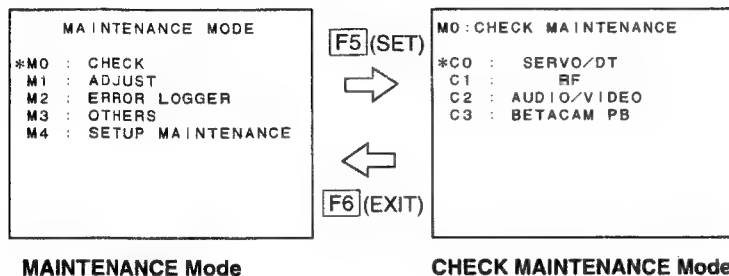 MAINTENANCE MODE
*M0 : CHECK
M1 : ADJUST
M2 : ERROR LOGGER
M3 : OTHERS
M4 : SETUP MAINTENANCE
F5 (SET)
F6 (EXIT)
M0:CHECK MAINTENANCE
*C0 : SERVO/DT
C1 : RF
C2 : AUDIO/VIDEO
C3 : BETACAM PB
MAINTENANCE Mode
CHECK MAINTENANCE Mode